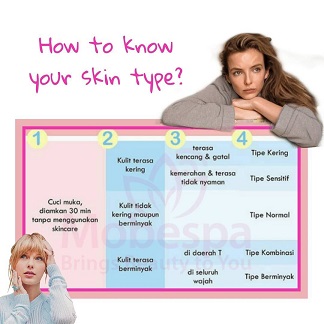 How to know
your skin type?
1
2
3
4
Cuci muka,
diamkan 30 min
tanpa menggunakan
skincare
Kulit terasa
kering
Kulit tidak
kering maupun
berminyak
Kulit terasa
berminyak
terasa
kencang & gatal
kemerahan & terasa
tidak nyaman
di daerah T
di seluruh
wajah
Tipe Kering
Tipe Sensitif
Tipe Normal
Tipe Kombinasi
Tipe Berminyak
Mobespa
Brings Beauty to You